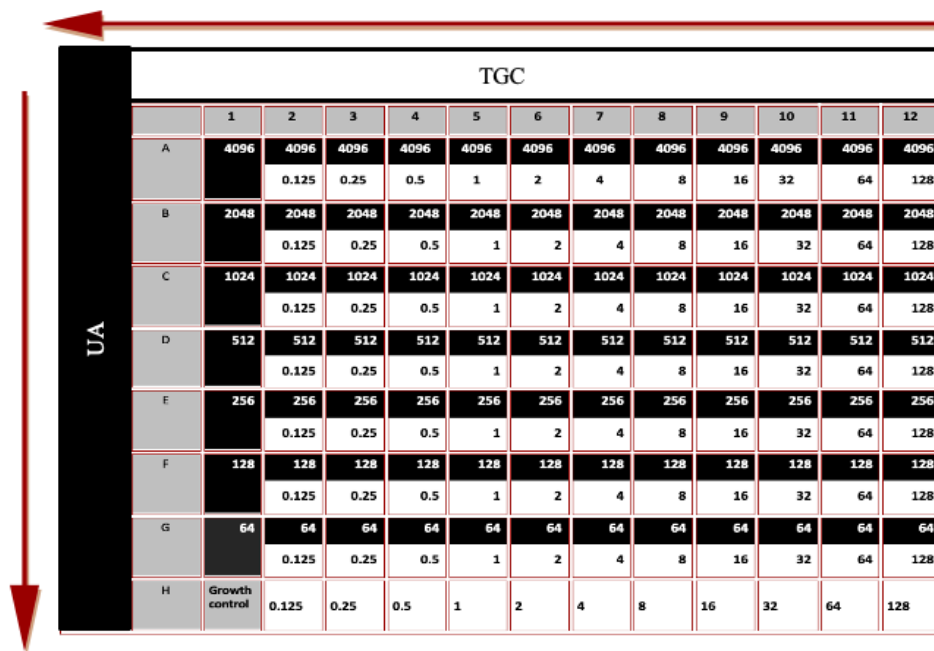 TGC
UA
1 2 3 4 5 6 7 8 9 10 11 12
A 4096 4096 4096 4096 4096 4096 4096 4096 4096 4096 4096 4096
0.125 0.25 0.5 1 2 4 8 16 32 64 128
B 2048 2048 2048 2048 2048 2048 2048 2048 2048 2048 2048 2048
0.125 0.25 0.5 1 2 4 8 16 32 64 128
C 1024 1024 1024 1024 1024 1024 1024 1024 1024 1024 1024 1024
0.125 0.25 0.5 1 2 4 8 16 32 64 128
D 512 512 512 512 512 512 512 512 512 512 512 512
0.125 0.25 0.5 1 2 4 8 16 32 64 128
E 256 256 256 256 256 256 256 256 256 256 256 256
0.125 0.25 0.5 1 2 4 8 16 32 64 128
F 128 128 128 128 128 128 128 128 128 128 128 128
0.125 0.25 0.5 1 2 4 8 16 32 64 128
G 64 64 64 64 64 64 64 64 64 64 64 64
0.125 0.25 0.5 1 2 4 8 16 32 64 128
H Growth
control 0.125 0.25 0.5 1 2 4 8 16 32 64 128